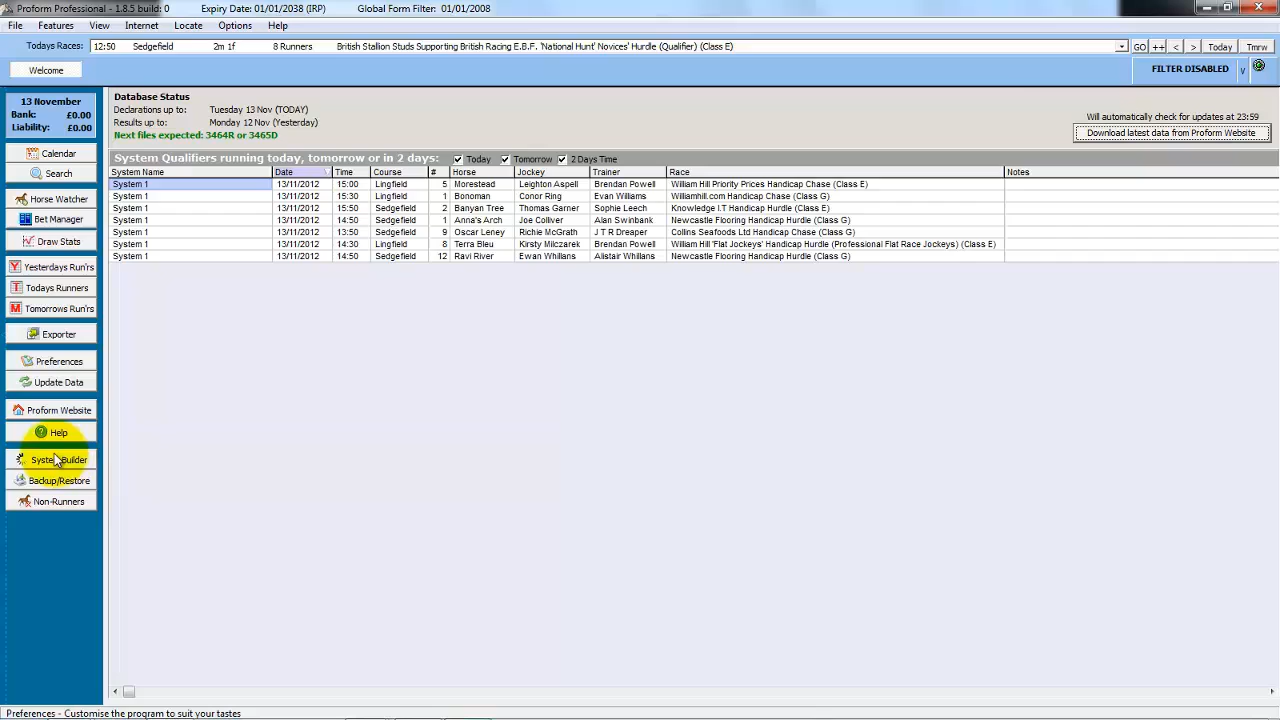 Proform Professional - 1.8.5 build: 0 Expiry Date: 01/01/2038 (IRP) Global Form Filter: 01/01/2008
File Features View Internet Locate Options Help
Todays Races: 12:50 Sedgefield 2m 1f 8 Runners British Stallion Studs Supporting British Racing E.B.F. 'National Hunt' Novices' Hurdle (Qualifier) (Class E) GO ++ < > Today Tmrw
Welcome FILTER DISABLED v
13 November
Bank: £0.00
Liability: £0.00
Calendar
Search
Horse Watcher
Bet Manager
Draw Stats
Y Yesterdays Run'rs
T Todays Runners
M Tomorrows Run'rs
Exporter
Preferences
Update Data
Proform Website
Help
System Builder
Backup/Restore
Non-Runners
Database Status
Declarations up to: Tuesday 13 Nov (TODAY)
Results up to: Monday 12 Nov (Yesterday)
Next files expected: 3464R or 3465D
Will automatically check for updates at 23:59
Download latest data from Proform Website
System Qualifiers running today, tomorrow or in 2 days: Today Tomorrow 2 Days Time
System Name Date Time Course # Horse Jockey Trainer Race Notes
System 1 13/11/2012 15:00 Lingfield 5 Morestead Leighton Aspell Brendan Powell William Hill Priority Prices Handicap Chase (Class E)
System 1 13/11/2012 15:30 Lingfield 1 Bonoman Conor Ring Evan Williams Williamhill.com Handicap Chase (Class G)
System 1 13/11/2012 15:50 Sedgefield 2 Banyan Tree Thomas Garner Sophie Leech Knowledge I.T Handicap Hurdle (Class E)
System 1 13/11/2012 14:50 Sedgefield 1 Anna's Arch Joe Colliver Alan Swinbank Newcastle Flooring Handicap Hurdle (Class G)
System 1 13/11/2012 13:50 Sedgefield 9 Oscar Leney Richie McGrath J T R Dreaper Collins Seafoods Ltd Handicap Chase (Class G)
System 1 13/11/2012 14:30 Lingfield 8 Terra Bleu Kirsty Milczarek Brendan Powell William Hill 'Flat Jockeys' Handicap Hurdle (Professional Flat Race Jockeys) (Class E)
System 1 13/11/2012 14:50 Sedgefield 12 Ravi River Ewan Whillans Alistair Whillans Newcastle Flooring Handicap Hurdle (Class G)
Preferences - Customise the program to suit your tastes